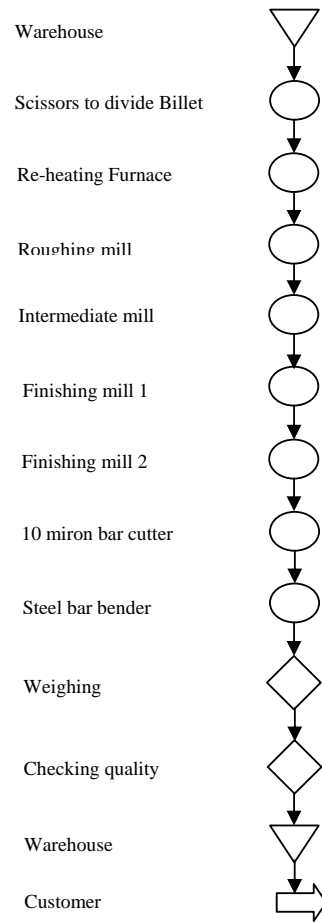 Warehouse
Scissors to divide Billet
Re-heating Furnace
Roughing mill
Intermediate mill
Finishing mill 1
Finishing mill 2
10 miron bar cutter
Steel bar bender
Weighing
Checking quality
Warehouse
Customer